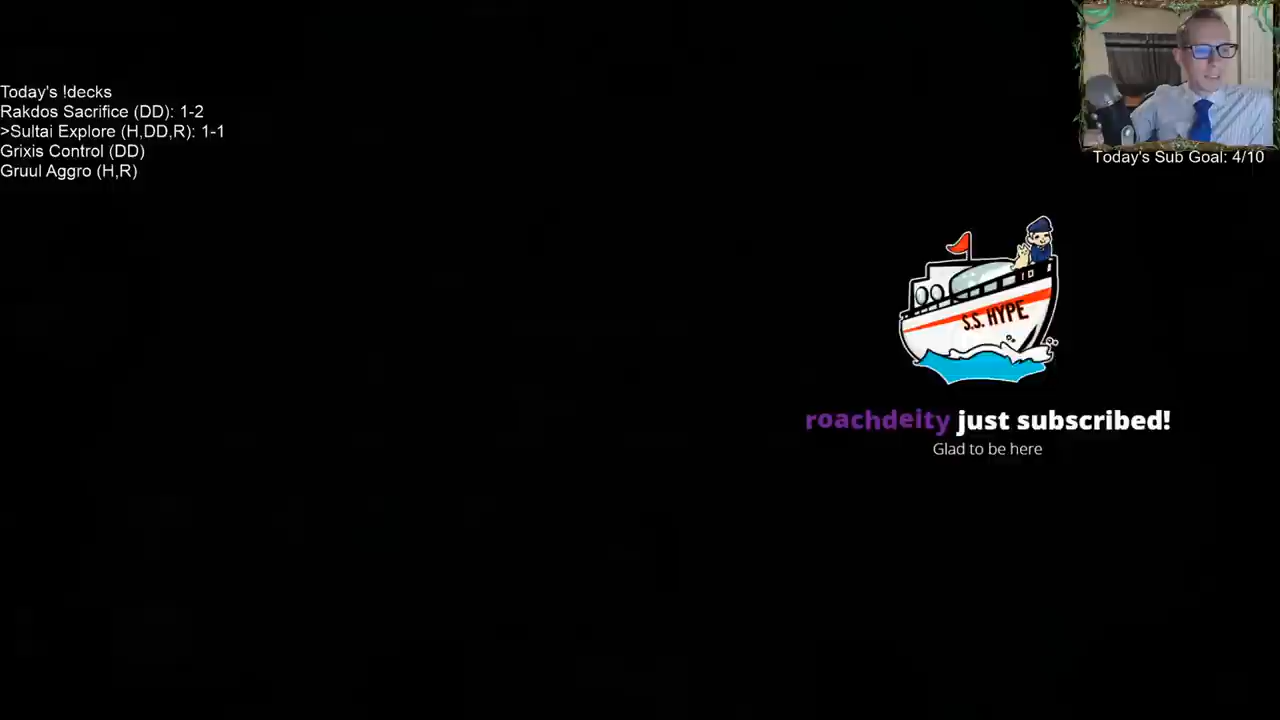 Today's !decks
Rakdos Sacrifice (DD): 1-2
>Sultai Explore (H,DD,R): 1-1
Grixis Control (DD)
Gruul Aggro (H,R)
Today's Sub Goal: 4/10
S.S. HYPE
roachdeity just subscribed!
Glad to be here